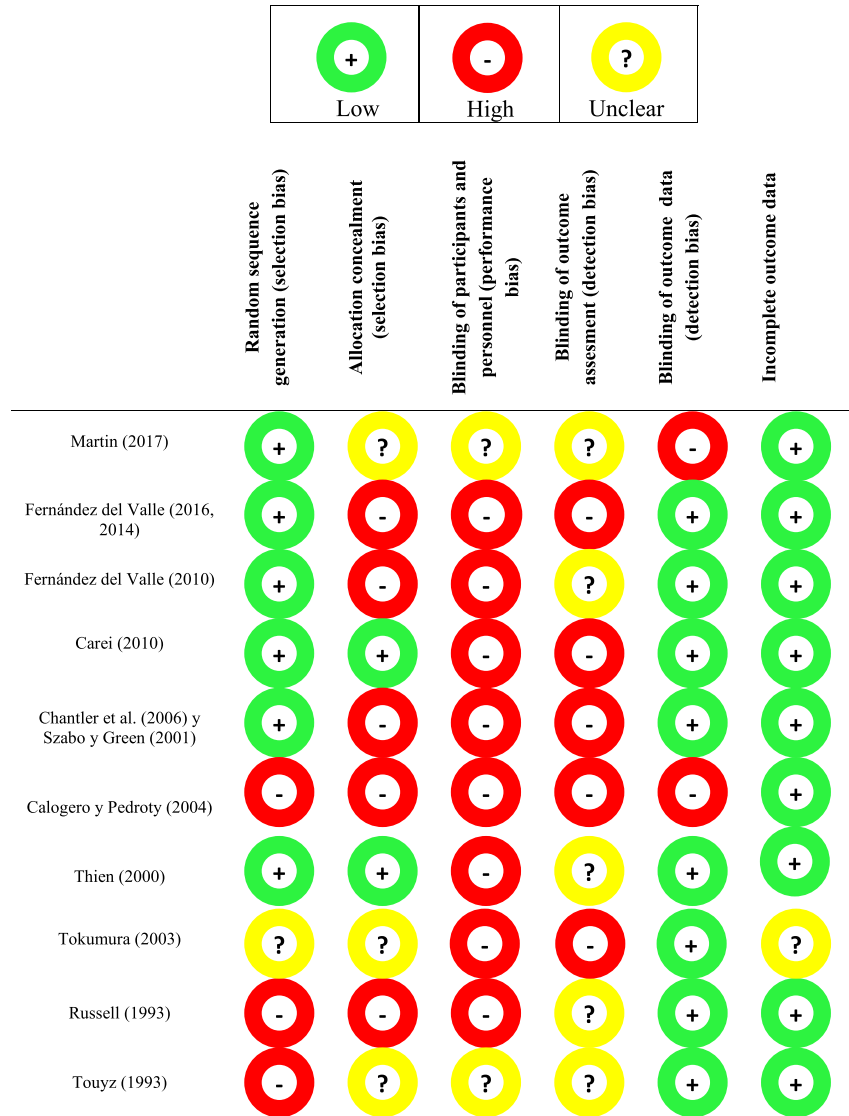 + - ?
Low High Unclear
Random sequence
generation (selection bias)
Allocation concealment
(selection bias)
Blinding of participants and
personnel (performance
bias)
Blinding of outcome
assesment (detection bias)
Blinding of outcome data
(detection bias)
Incomplete outcome data
Martin (2017) + ? ? ? - +
Fernández del Valle (2016,
2014) + - - - + +
Fernández del Valle (2010) + - - ? + +
Carei (2010) + + - - + +
Chantler et al. (2006) y
Szabo y Green (2001) + - - - + +
Calogero y Pedroty (2004) - - - - - +
Thien (2000) + + - ? + +
Tokumura (2003) ? ? - - + ?
Russell (1993) - - - ? + +
Touyz (1993) - ? ? ? + +